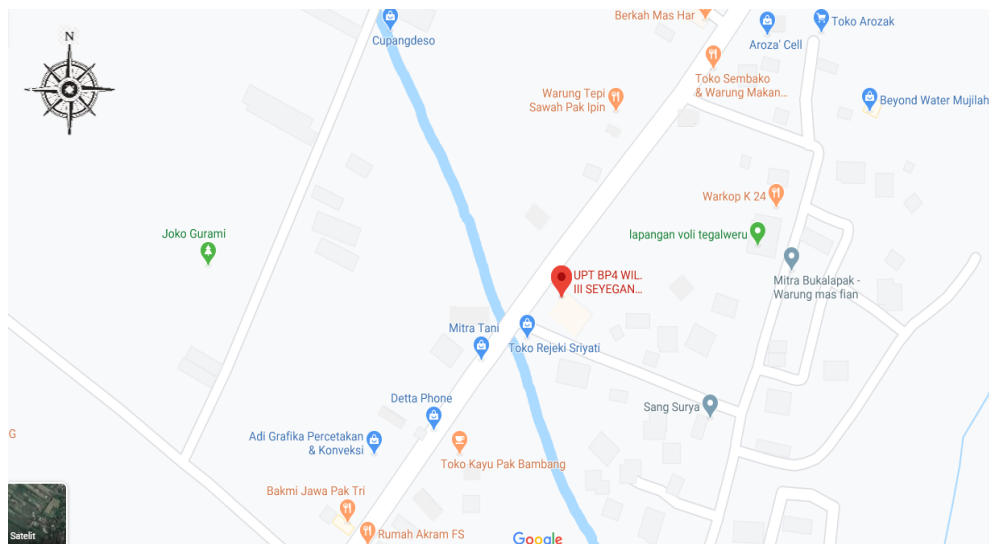 N
Cupangdeso
Berkah Mas Har
Aroza' Cell
Toko Arozak
Toko Sembako
& Warung Makan...
Warung Tepi
Sawah Pak Ipin
Beyond Water Mujilah
Warkop K 24
Joko Gurami
lapangan voli tegalweru
UPT BP4 WIL.
III SEYEGAN...
Mitra Bukalapak -
Warung mas fian
Mitra Tani
Toko Rejeki Sriyati
Detta Phone
Sang Surya
Adi Grafika Percetakan
& Konveksi
G
Toko Kayu Pak Bambang
Bakmi Jawa Pak Tri
Rumah Akram FS
Satelit
Google